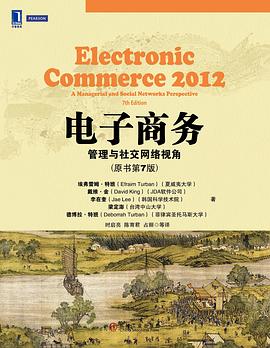 PEARSON
Electronic
Commerce 2012
A Managerial and Social Networks Perspective
7th Edition
电子商务
管理与社交网络视角
(原书第7版)
埃弗雷姆·特班(Efraim Turban)(夏威夷大学)
戴维·金(David King)(JDA软件公司)
李在奎(Jae Lee)(韩国科学技术院)
梁定澎(台湾中山大学)
德博拉·特班(Deborrah Turban)(菲律宾圣托马斯大学)
著
时启亮 陈育君 占丽 等译